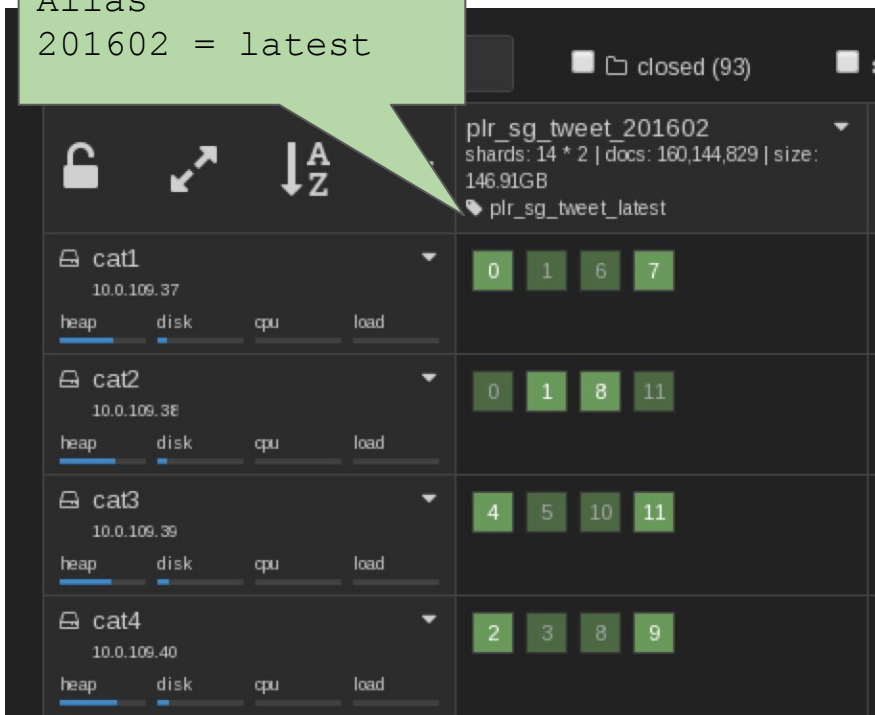 Alias
201602 = latest
closed (93)
plr_sg_tweet_201602
shards: 14 * 2 | docs: 160,144,829 | size:
146.91GB
plr_sg_tweet_latest
A
Z
cat1
10.0.109.37
heap disk cpu load
0 1 6 7
cat2
10.0.109.38
heap disk cpu load
0 1 8 11
cat3
10.0.109.39
heap disk cpu load
4 5 10 11
cat4
10.0.109.40
heap disk cpu load
2 3 8 9